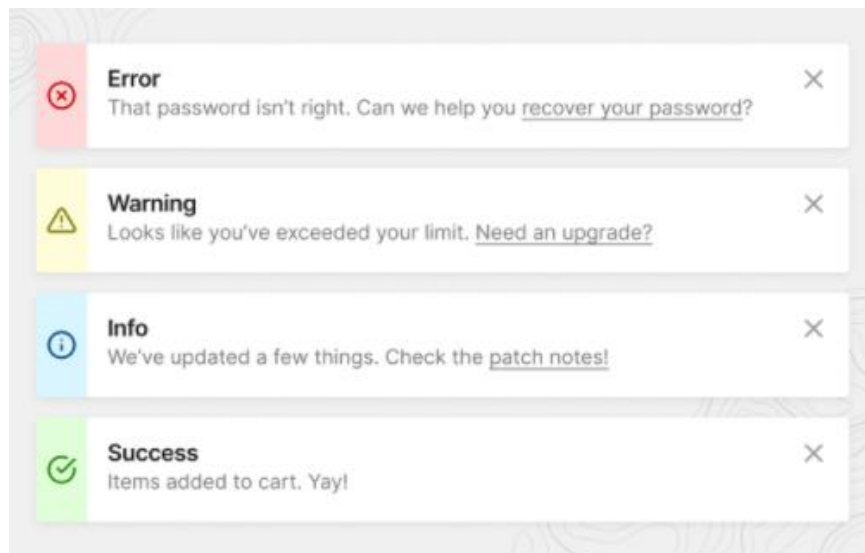 Error
That password isn't right. Can we help you recover your password?
Warning
Looks like you've exceeded your limit. Need an upgrade?
Info
We've updated a few things. Check the patch notes!
Success
Items added to cart. Yay!